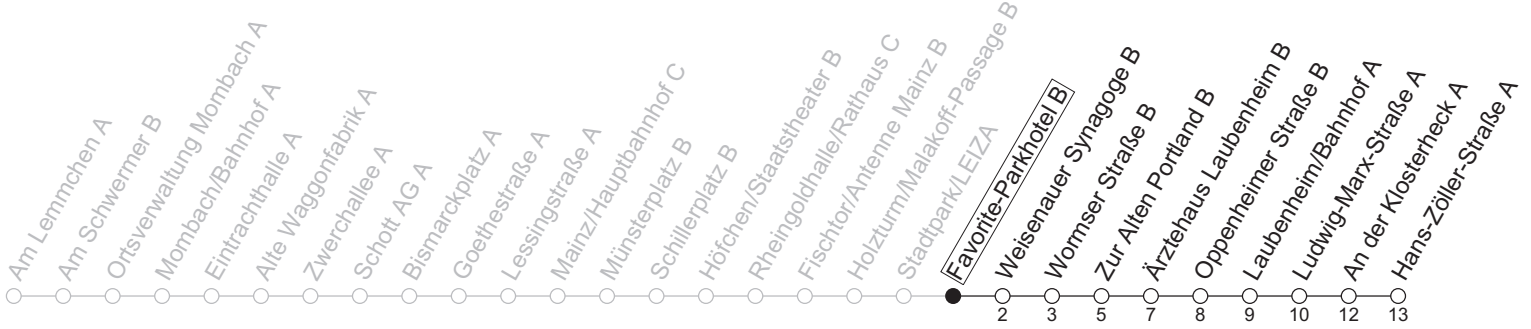 Am Lemmchen A
Am Schwermer B
Ortsverwaltung Mombach A
Mombach/Bahnhof A
Eintrachthalle A
Alte Waggonfabrik A
Zwerchallee A
Schott AG A
Bismarckplatz A
Goethestraße A
Lessingstraße A
Mainz/Hauptbahnhof C
Münsterplatz B
Schillerplatz B
Höfchen/Staatstheater B
Rheingoldhalle/Rathaus C
Fischtor/Antenne Mainz B
Holzturm/Malakoff-Passage B
Stadtpark/LEIZA
Favorite-Parkhotel B
Weisenauer Synagoge B
Wormser Straße B
Zur Alten Portland B
Ärztehaus Laubenheim B
Oppenheimer Straße B
Laubenheim/Bahnhof A
Ludwig-Marx-Straße A
An der Klosterheck A
Hans-Zöller-Straße A
2 3 5 7 8 9 10 12 13